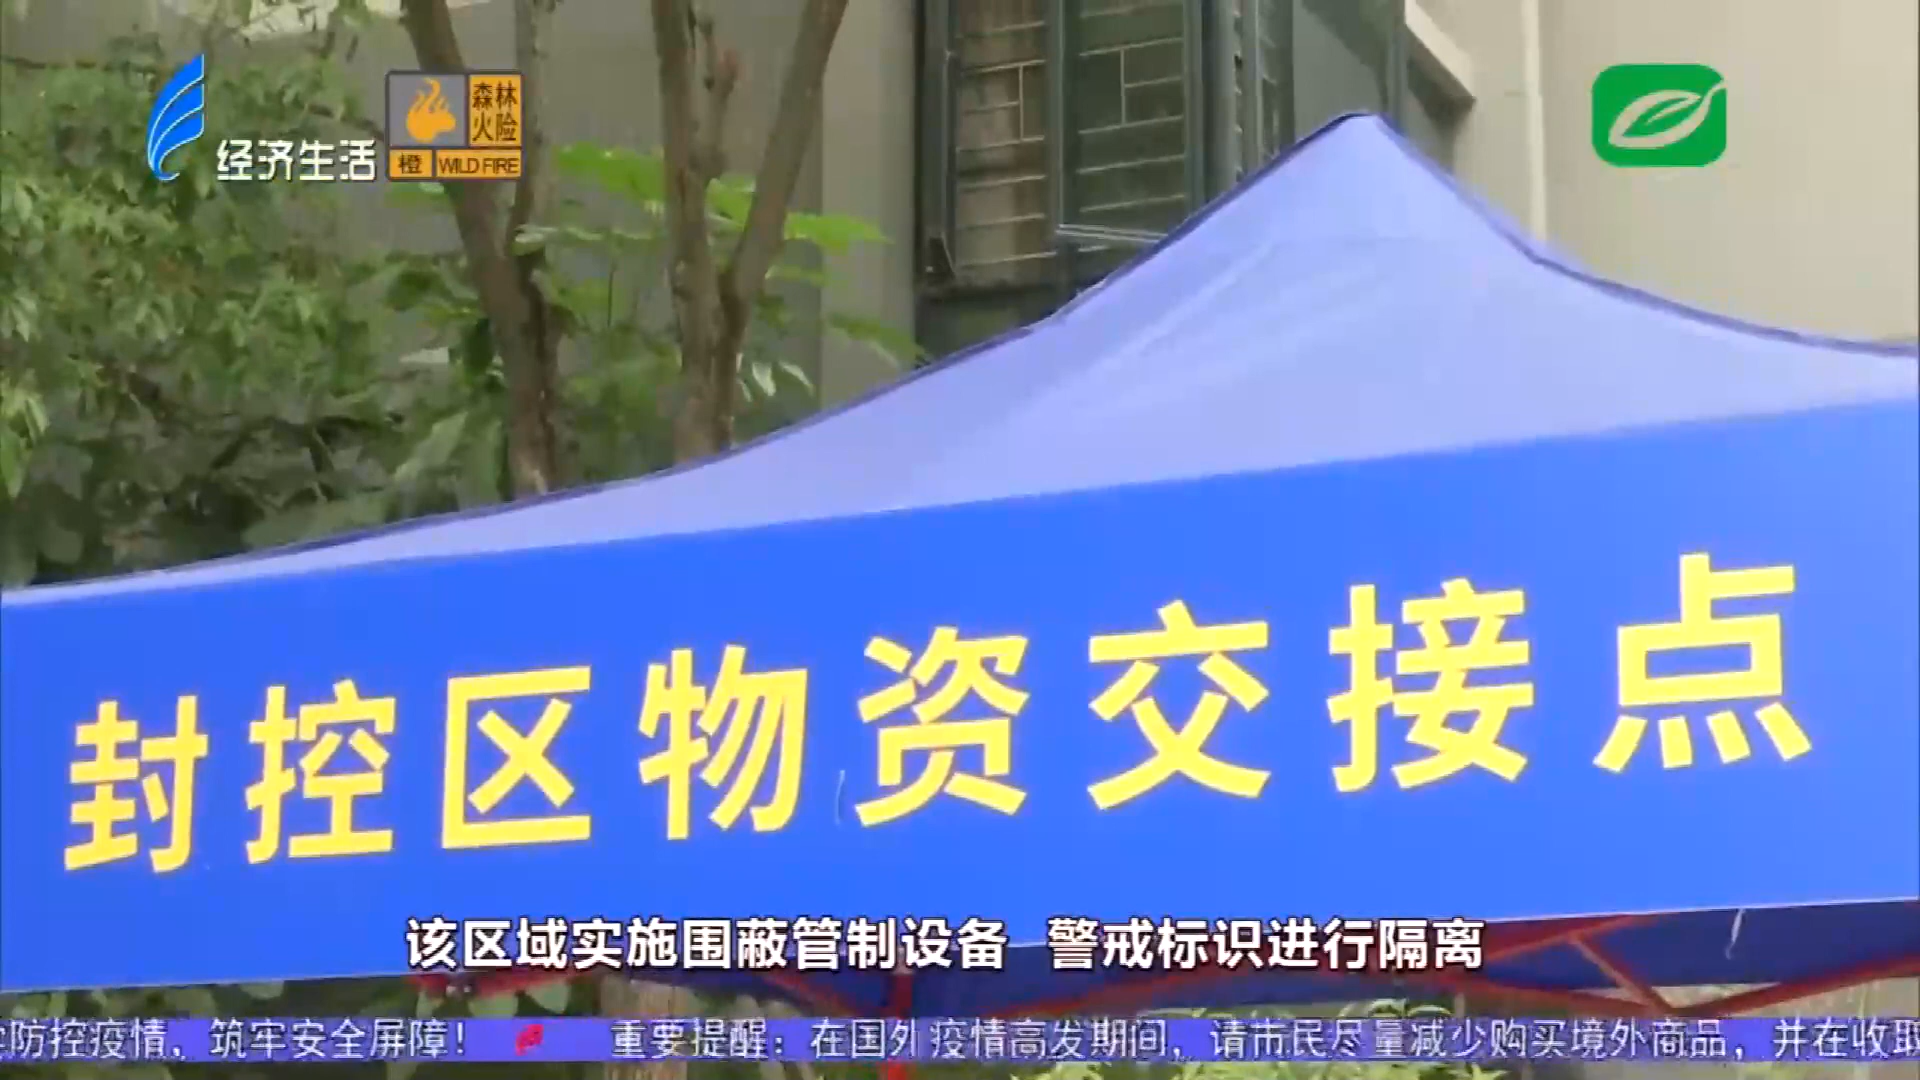 经济生活
森林
火险
橙 WILD FIRE
封控区物资交接点
该区域实施围蔽管制设备 警戒标识进行隔离
防控疫情，筑牢安全屏障！ 重要提醒：在国外疫情高发期间，请市民尽量减少购买境外商品，并在收取